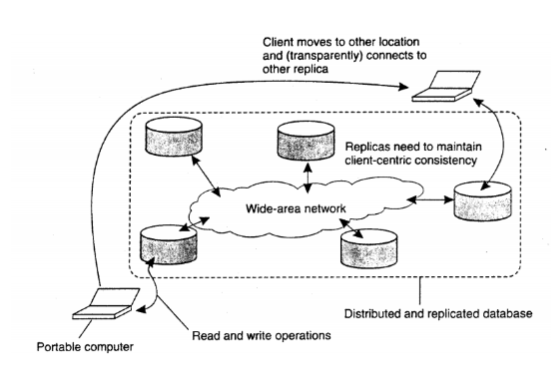 Client moves to other location
and (transparently) connects to
other replica
Replicas need to maintain
client-centric consistency
Wide-area network
Distributed and replicated database
Read and write operations
Portable computer